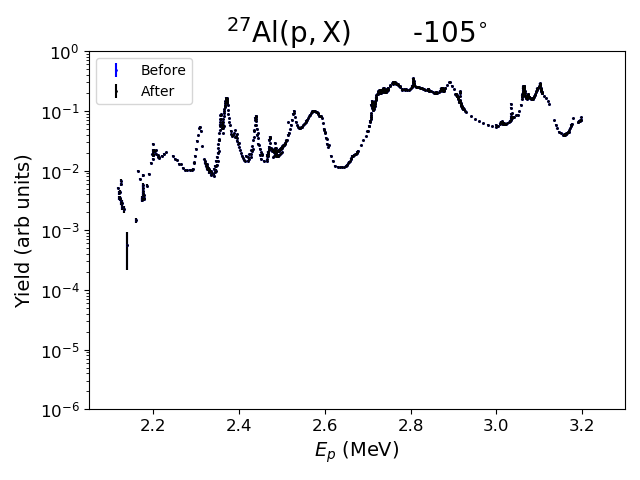 ²⁷Al(p, X) -105°
10⁰
10⁻¹
10⁻²
10⁻³
10⁻⁴
10⁻⁵
10⁻⁶
Yield (arb units)
Before
After
2.2 2.4 2.6 2.8 3.0 3.2
Eₚ (MeV)